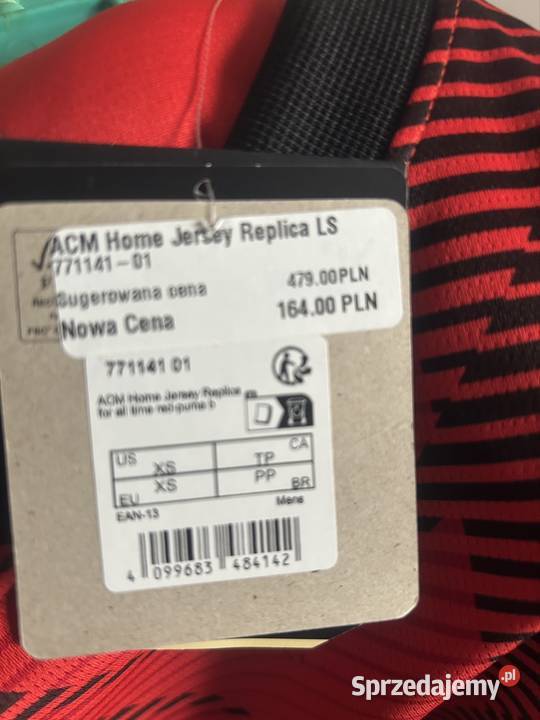 ACM Home Jersey Replica LS
771141-01
Sugerowana cena 479.00PLN
Nowa Cena 164.00 PLN
771141 01
ACM Home Jersey Replica
for all time red-puma b
US XS TP CA
EU XS PP BR
EAN-13 Mens
4 099683 484142
Sprzedajemy.pl